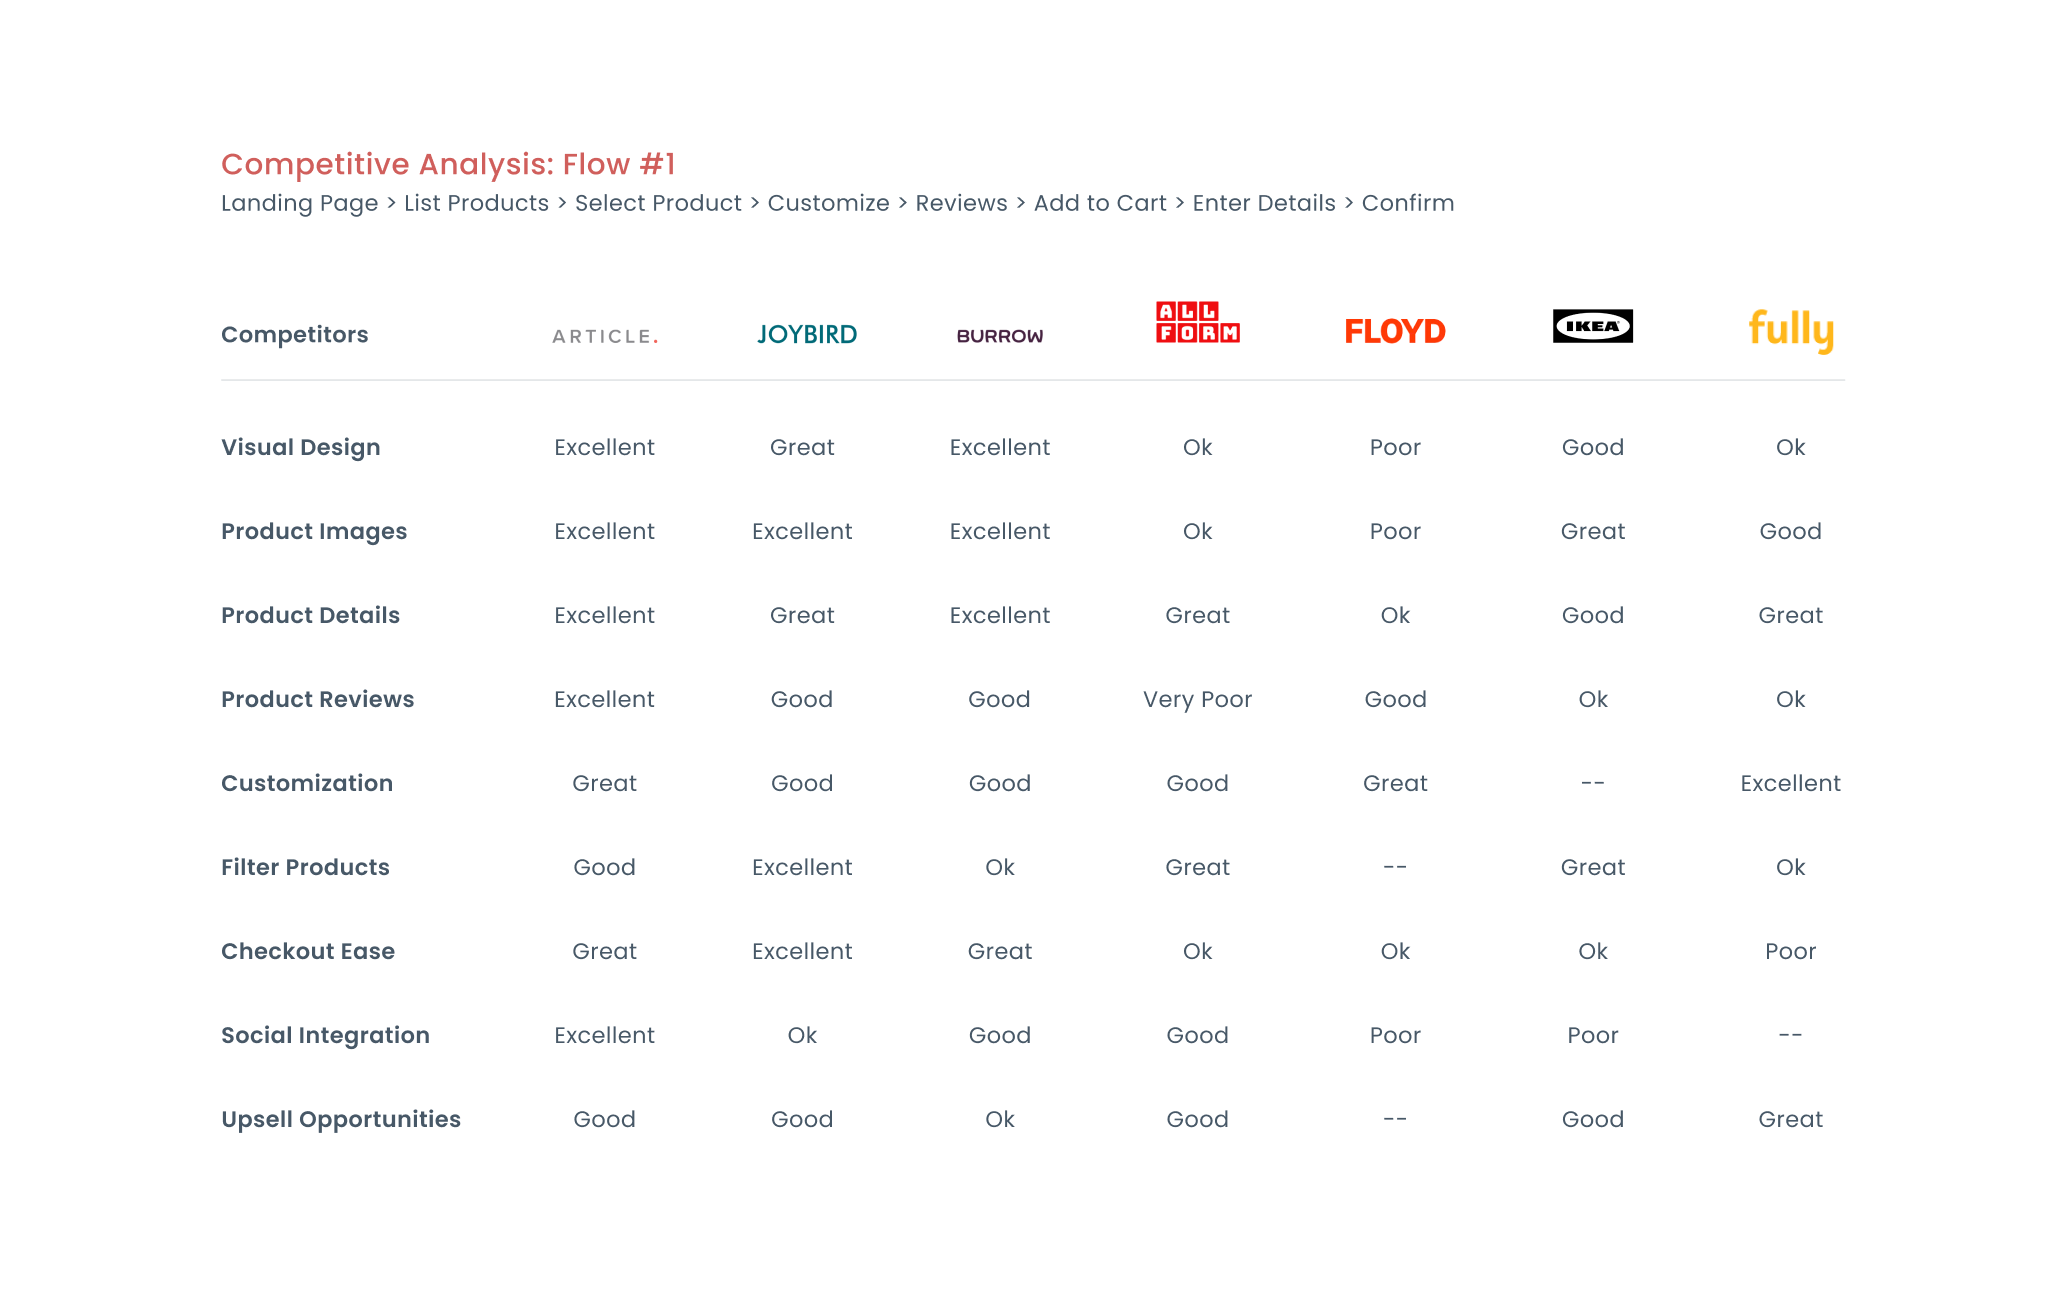 Competitive Analysis: Flow #1
Landing Page > List Products > Select Product > Customize > Reviews > Add to Cart > Enter Details > Confirm
Competitors ARTICLE. JOYBIRD BURROW ALL FORM FLOYD IKEA fully
Visual Design Excellent Great Excellent Ok Poor Good Ok
Product Images Excellent Excellent Excellent Ok Poor Great Good
Product Details Excellent Great Excellent Great Ok Good Great
Product Reviews Excellent Good Good Very Poor Good Ok Ok
Customization Great Good Good Good Great -- Excellent
Filter Products Good Excellent Ok Great -- Great Ok
Checkout Ease Great Excellent Great Ok Ok Ok Poor
Social Integration Excellent Ok Good Good Poor Poor --
Upsell Opportunities Good Good Ok Good -- Good Great